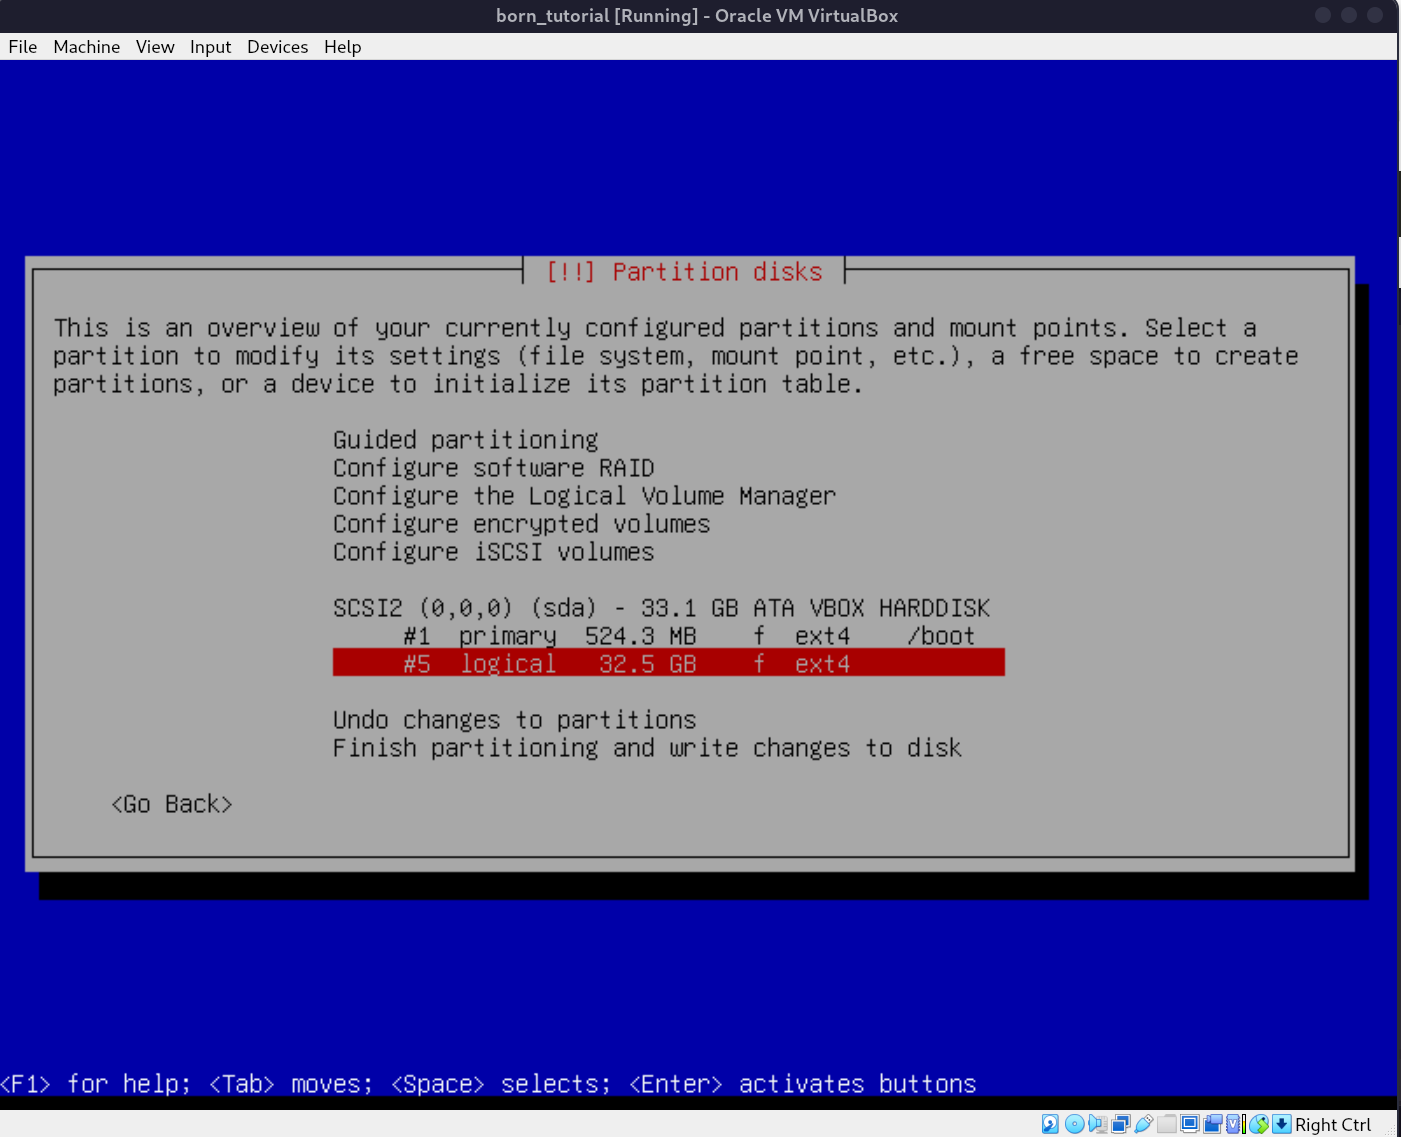 born_tutorial [Running] - Oracle VM VirtualBox
File Machine View Input Devices Help
[!!] Partition disks
This is an overview of your currently configured partitions and mount points. Select a
partition to modify its settings (file system, mount point, etc.), a free space to create
partitions, or a device to initialize its partition table.
Guided partitioning
Configure software RAID
Configure the Logical Volume Manager
Configure encrypted volumes
Configure iSCSI volumes
SCSI2 (0,0,0) (sda) - 33.1 GB ATA VBOX HARDDISK
#1 primary 524.3 MB f ext4 /boot
#5 logical 32.5 GB f ext4
Undo changes to partitions
Finish partitioning and write changes to disk
<Go Back>
<F1> for help; <Tab> moves; <Space> selects; <Enter> activates buttons
Right Ctrl